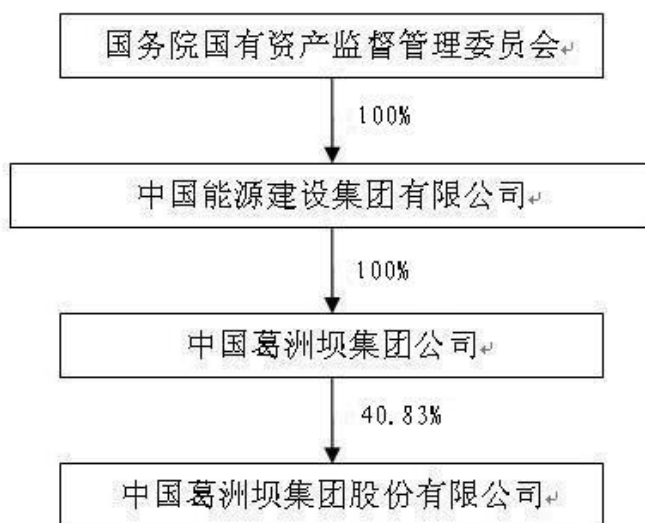 国务院国有资产监督管理委员会
100%
中国能源建设集团有限公司
100%
中国葛洲坝集团公司
40.83%
中国葛洲坝集团股份有限公司